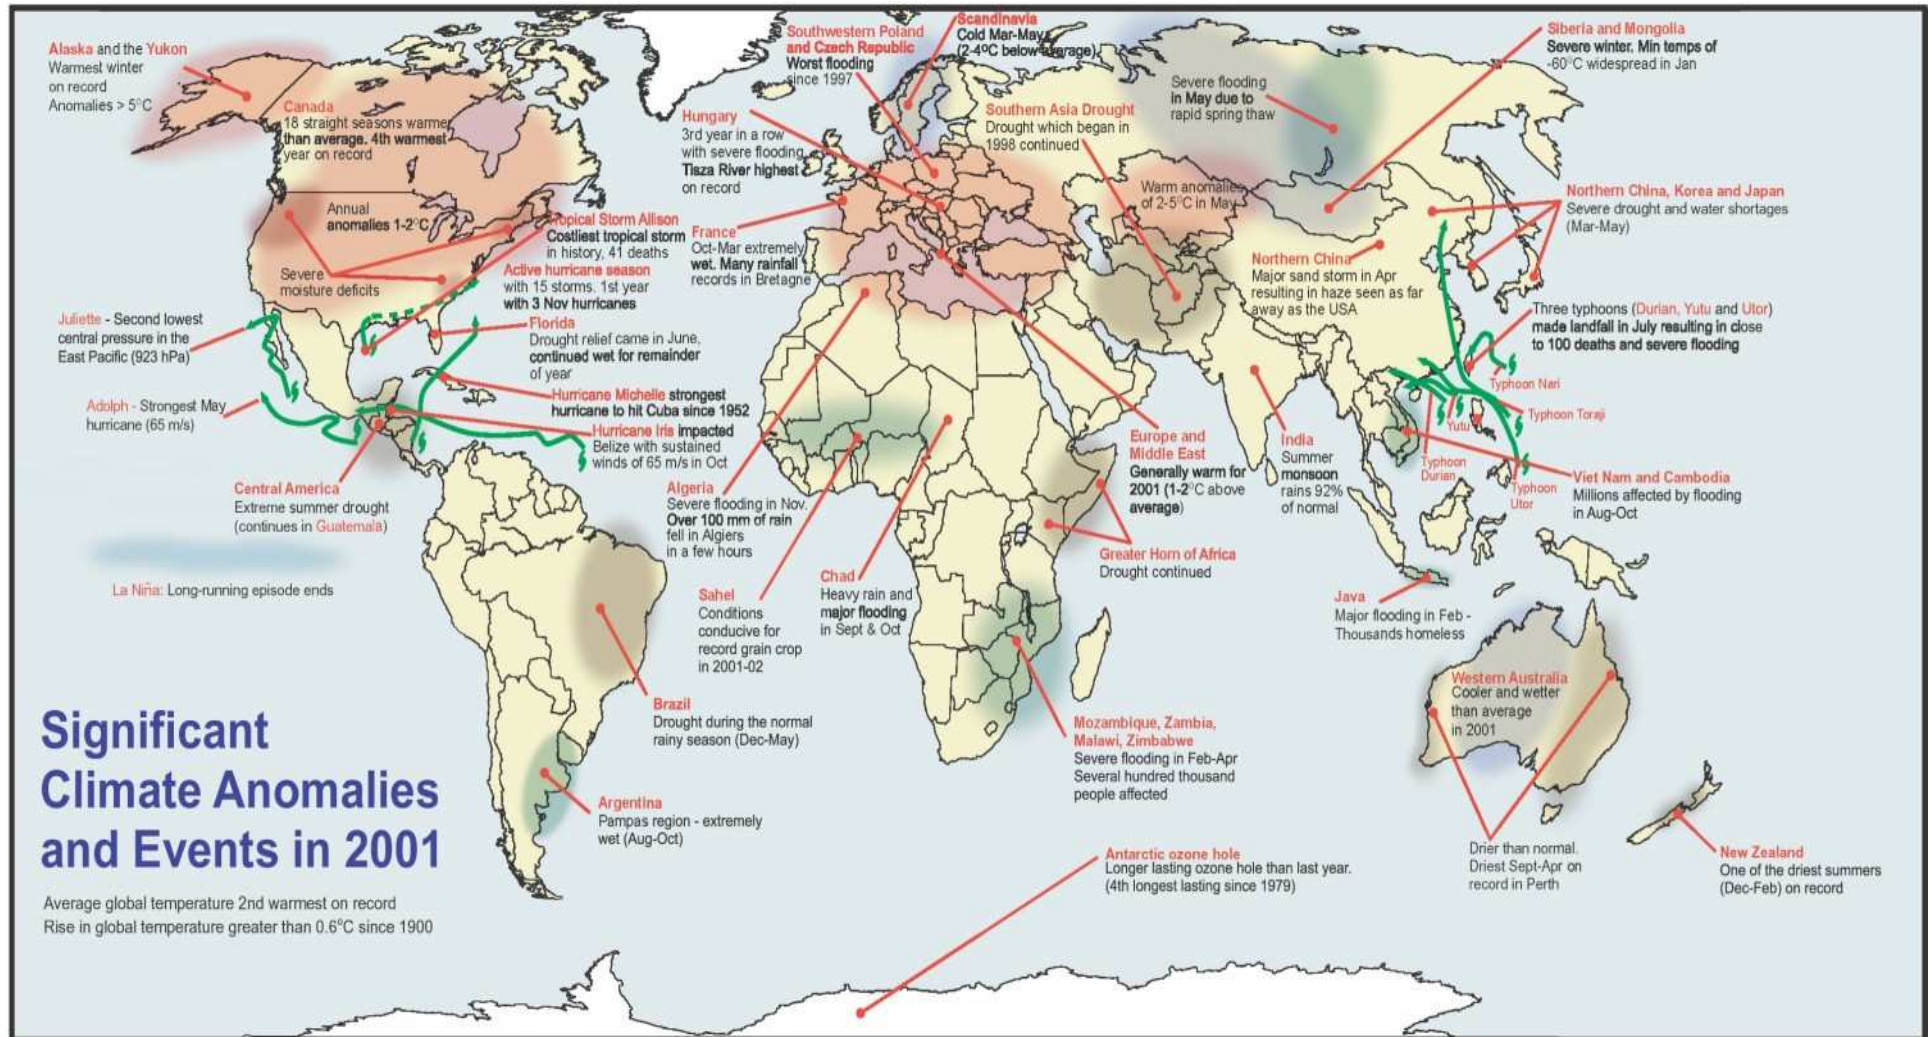 Alaska and the Yukon
Warmest winter
on record
Anomalies > 5°C
Canada
18 straight seasons warmer
than average. 4th warmest
year on record
Annual
anomalies 1-2°C
Severe
moisture deficits
Tropical Storm Allison
Costliest tropical storm
in history, 41 deaths
Active hurricane season
with 15 storms. 1st year
with 3 Nov hurricanes
Florida
Drought relief came in June,
continued wet for remainder
of year
Hurricane Michelle strongest
hurricane to hit Cuba since 1952
Hurricane Iris impacted
Belize with sustained
winds of 65 m/s in Oct
Juliette - Second lowest
central pressure in the
East Pacific (923 hPa)
Adolph - Strongest May
hurricane (65 m/s)
Central America
Extreme summer drought
(continues in Guatemala)
La Niña: Long-running episode ends
Southwestern Poland
and Czech Republic
Worst flooding
since 1997
Scandinavia
Cold Mar-May
(2-4°C below average)
Hungary
3rd year in a row
with severe flooding
Tisza River highest
on record
France
Oct-Mar extremely
wet. Many rainfall
records in Bretagne
Southern Asia Drought
Drought which began in
1998 continued
Severe flooding
in May due to
rapid spring thaw
Siberia and Mongolia
Severe winter. Min temps of
-60°C widespread in Jan
Warm anomalies
of 2-5°C in May
Northern China, Korea and Japan
Severe drought and water shortages
(Mar-May)
Northern China
Major sand storm in Apr
resulting in haze seen as far
away as the USA
Three typhoons (Durian, Yutu and Utor)
made landfall in July resulting in close
to 100 deaths and severe flooding
Typhoon Nari
Typhoon Toraji
Yutu
Typhoon
Durian
Typhoon
Utor
Viet Nam and Cambodia
Millions affected by flooding
in Aug-Oct
India
Summer
monsoon
rains 92%
of normal
Europe and
Middle East
Generally warm for
2001 (1-2°C above
average)
Algeria
Severe flooding in Nov.
Over 100 mm of rain
fell in Algiers
in a few hours
Greater Horn of Africa
Drought continued
Sahel
Conditions
conducive for
record grain crop
in 2001-02
Chad
Heavy rain and
major flooding
in Sept & Oct
Java
Major flooding in Feb -
Thousands homeless
Brazil
Drought during the normal
rainy season (Dec-May)
Mozambique, Zambia,
Malawi, Zimbabwe
Severe flooding in Feb-Apr
Several hundred thousand
people affected
Western Australia
Cooler and wetter
than average
in 2001
Argentina
Pampas region - extremely
wet (Aug-Oct)
Drier than normal.
Driest Sept-Apr on
record in Perth
New Zealand
One of the driest summers
(Dec-Feb) on record
Antarctic ozone hole
Longer lasting ozone hole than last year.
(4th longest lasting since 1979)
Significant
Climate Anomalies
and Events in 2001
Average global temperature 2nd warmest on record
Rise in global temperature greater than 0.6°C since 1900